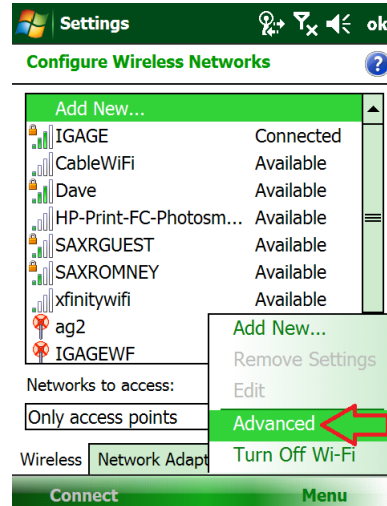 Settings ok
Configure Wireless Networks ?
Add New...
IGAGE Connected
CableWiFi Available
Dave Available
HP-Print-FC-Photosm... Available
SAXRGUEST Available
SAXROMNEY Available
xfinitywifi Available
ag2
IGAGEWF
Add New...
Remove Settings
Edit
Advanced
Turn Off Wi-Fi
Networks to access:
Only access points
Wireless Network Adapt
Connect Menu